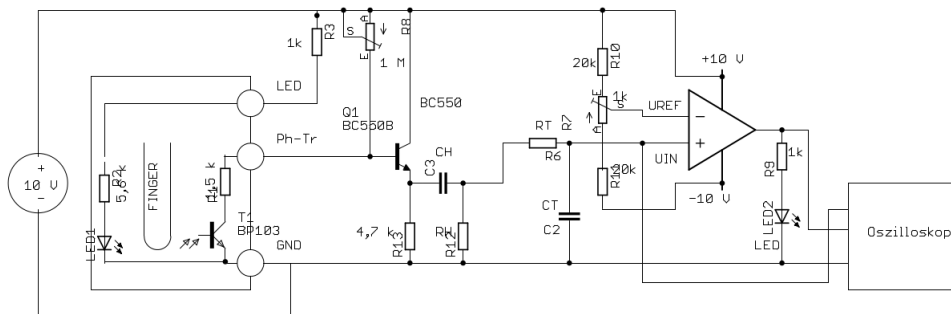 R3
1k
S
A
E
1 M
R8
20k
R10
+10 V
E
1k
S
A
R7
UREF
LED
Q1
BC550B
BC550
Ph-Tr
RT
R6
UIN
20k
R11
1k
R9
10 V
+
-
R2
5,6 k
FINGER
T1
BP103
C3
CH
CT
C2
-10 V
LED2
LED
Oszilloskop
LED1
GND
4,7 k
R13
RH
R12